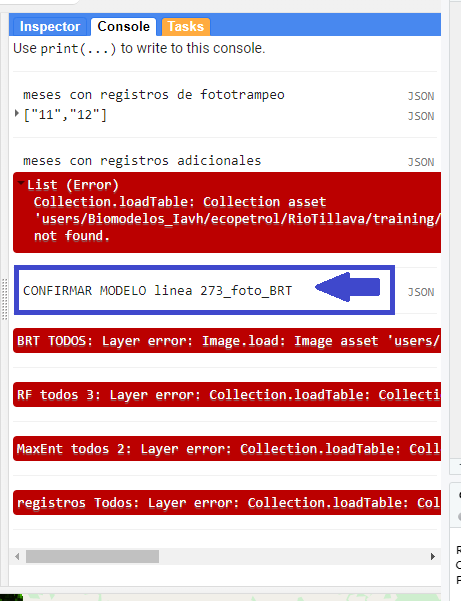 Inspector Console Tasks
Use print(...) to write to this console.
meses con registros de fototrampeo JSON
["11","12"] JSON
meses con registros adicionales JSON
List (Error)
Collection.loadTable: Collection asset
'users/Biomodelos_Iavh/ecopetrol/RioTillava/training/
not found.
CONFIRMAR MODELO linea 273_foto_BRT JSON
BRT TODOS: Layer error: Image.load: Image asset 'users/
RF todos 3: Layer error: Collection.loadTable: Collecti
MaxEnt todos 2: Layer error: Collection.loadTable: Coll
registros Todos: Layer error: Collection.loadTable: Col